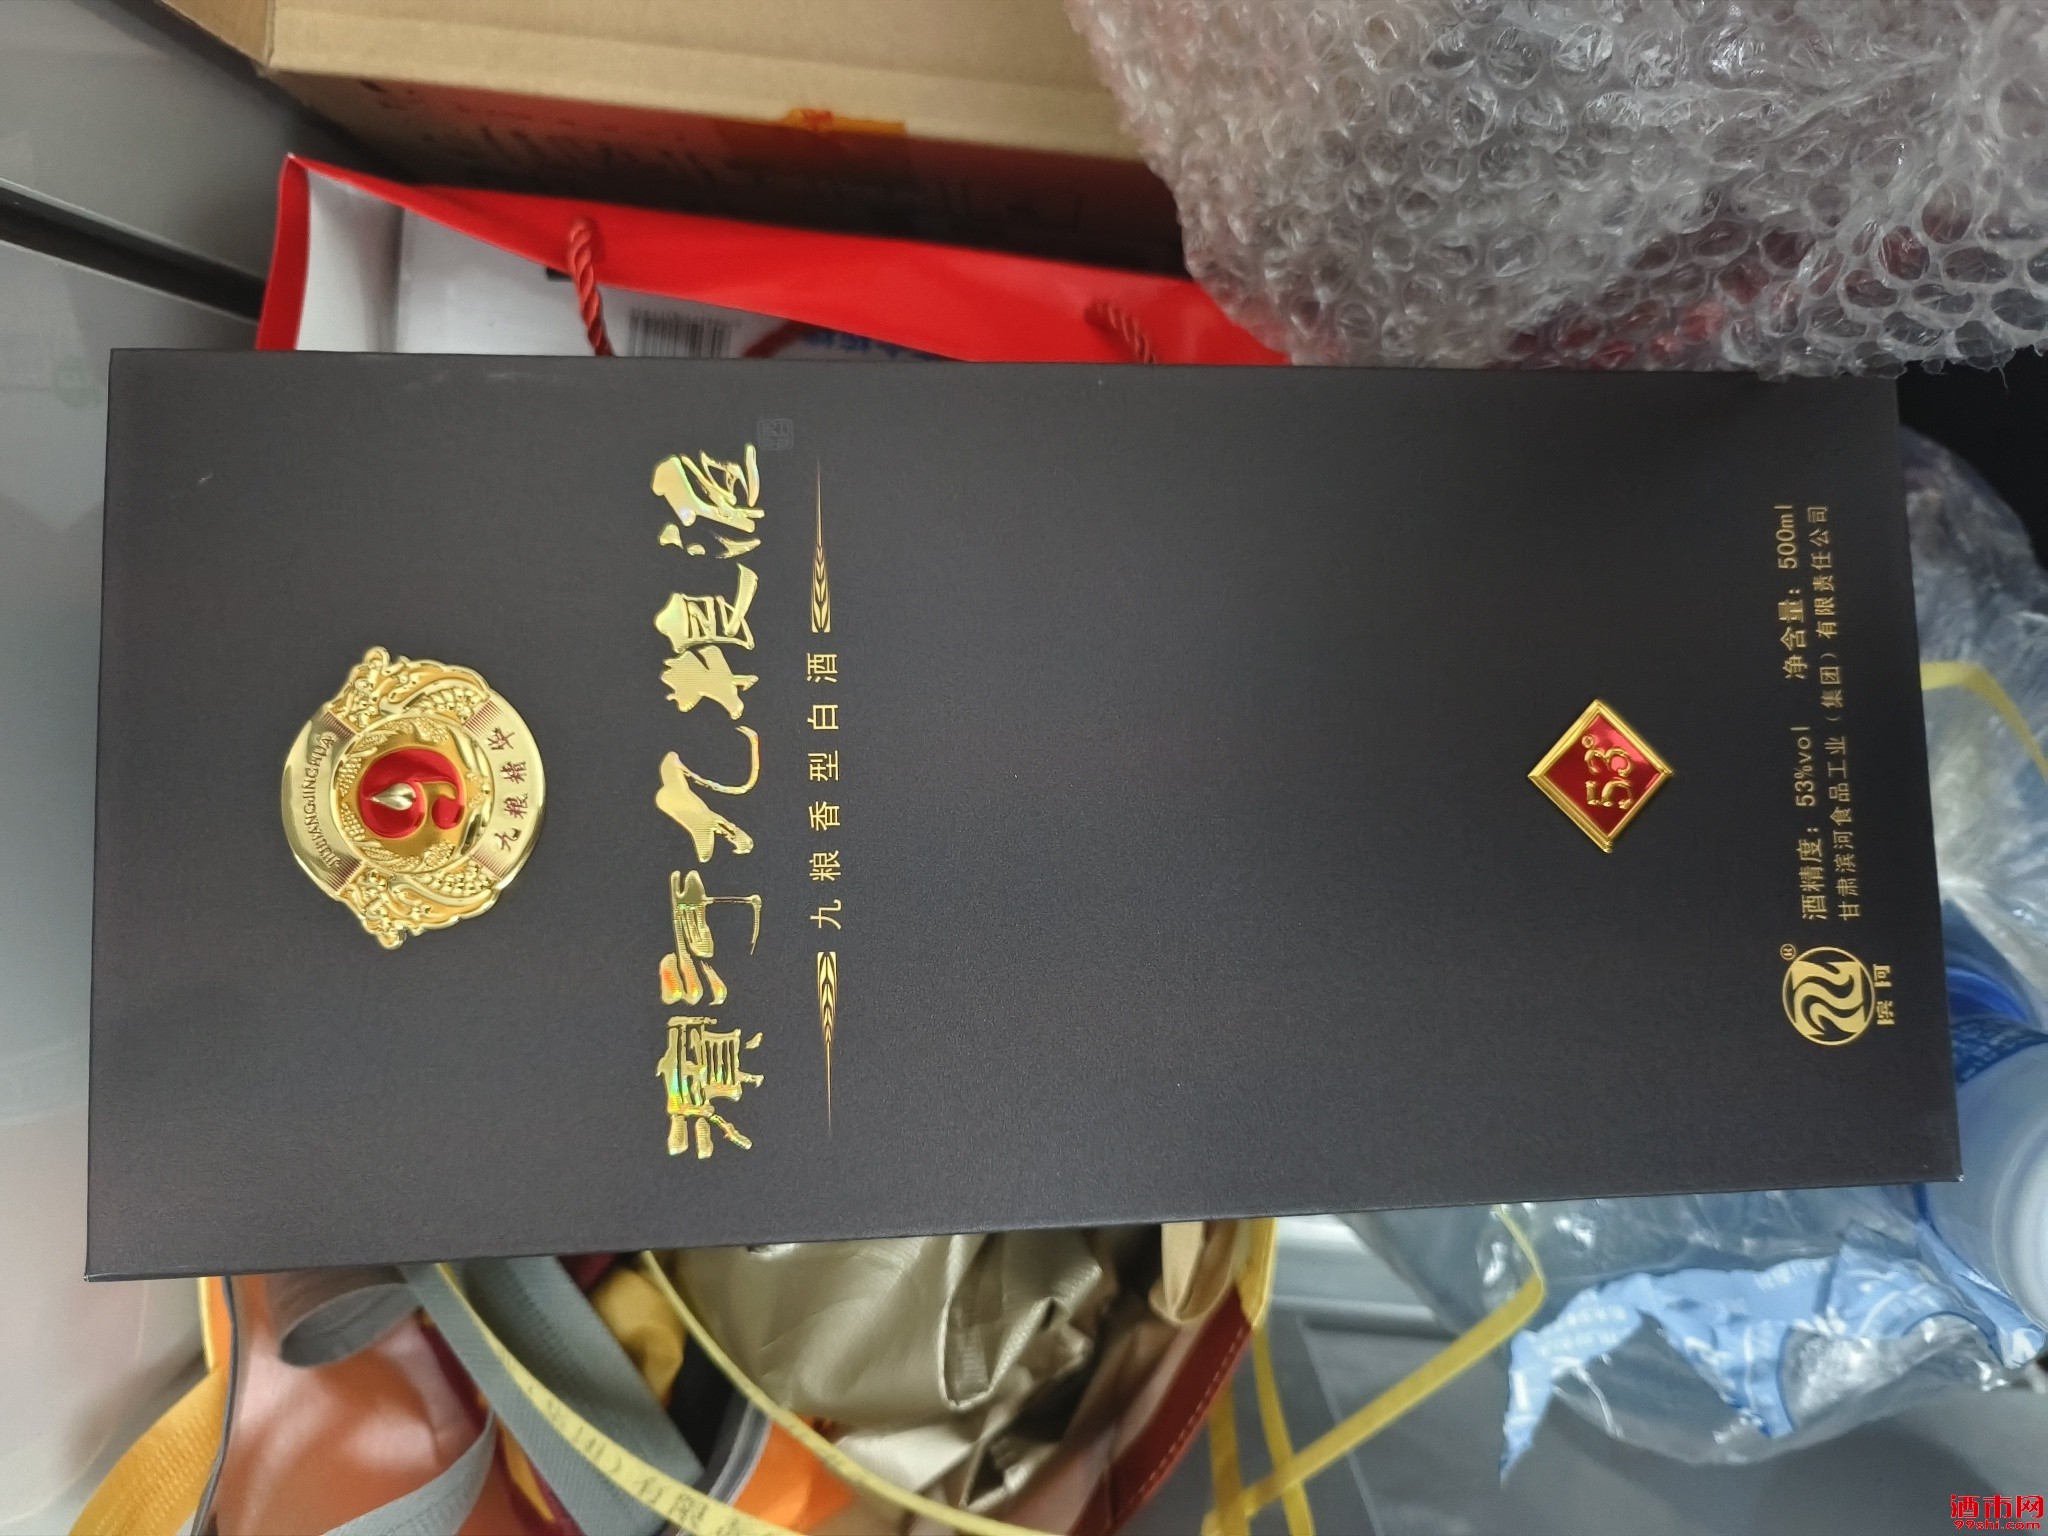 JIULIANGJINGHUA
9
九粮精华
濱河九粮液
九粮香型白酒
53°
酒精度：53%vol 净含量：500ml
甘肃滨河食品工业（集团）有限责任公司
®
滨河
酒市网
99shi.com